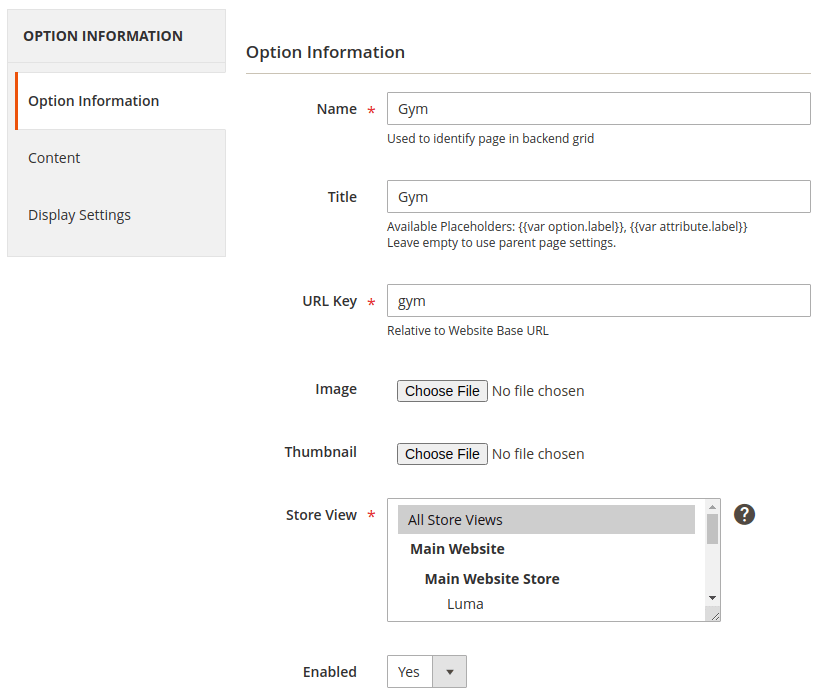 OPTION INFORMATION
Option Information
Content
Display Settings
Option Information
Name *
Gym
Used to identify page in backend grid
Title
Gym
Available Placeholders: {{var option.label}}, {{var attribute.label}}
Leave empty to use parent page settings.
URL Key *
gym
Relative to Website Base URL
Image
Choose File No file chosen
Thumbnail
Choose File No file chosen
Store View *
All Store Views
Main Website
Main Website Store
Luma
?
Enabled
Yes